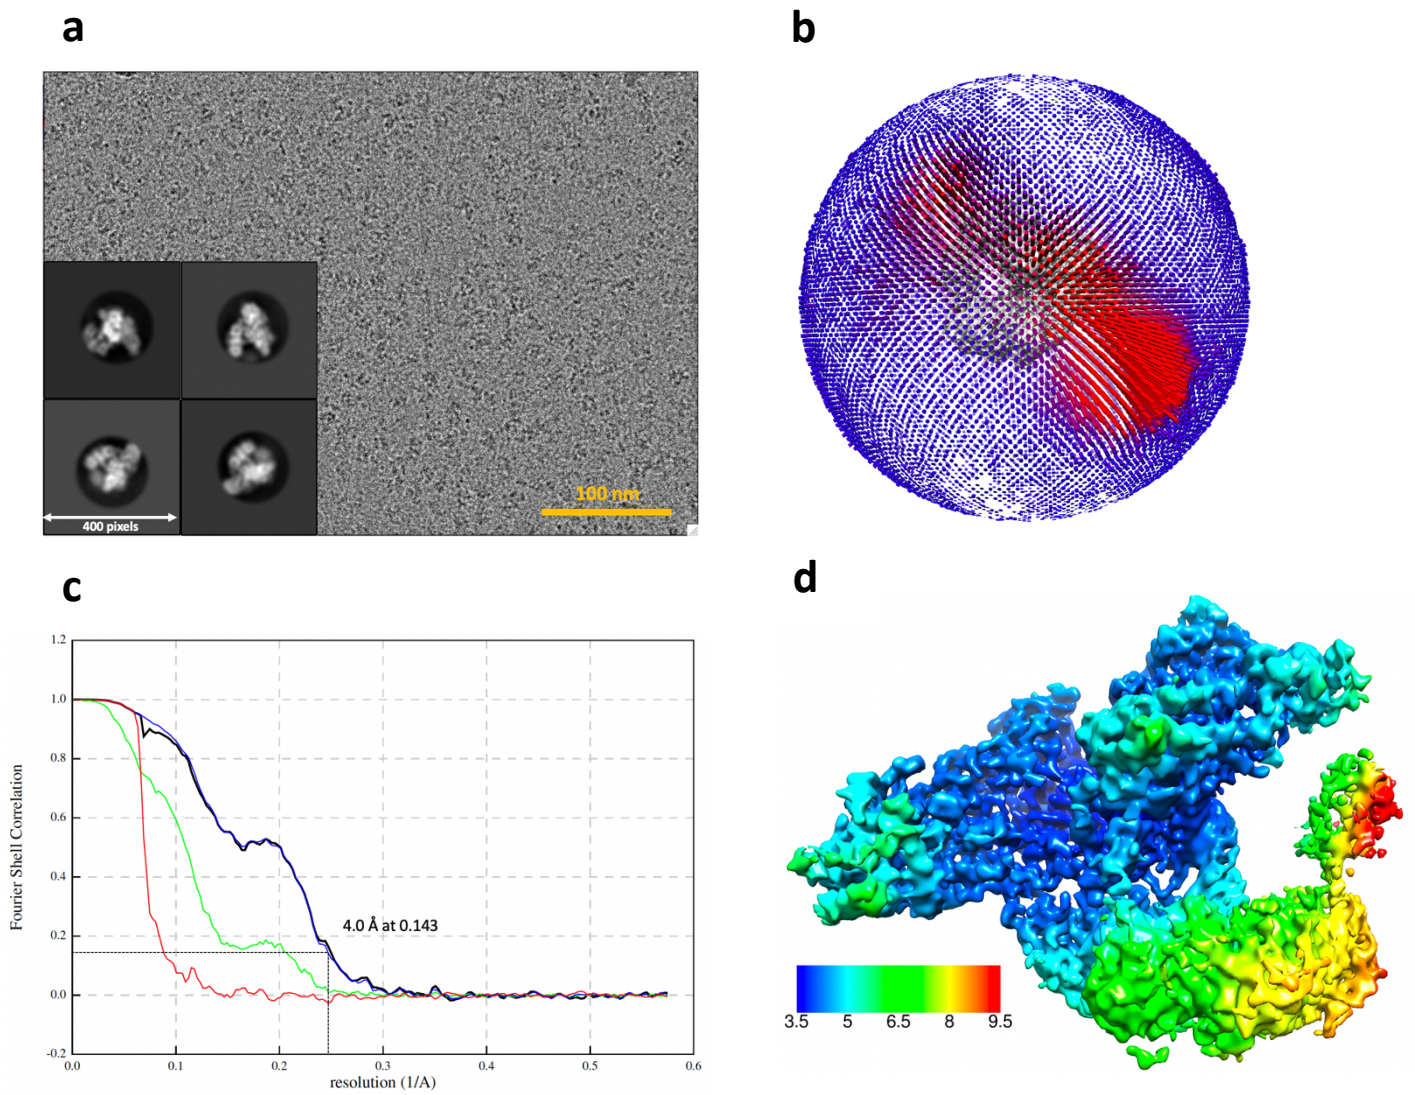 a
b
400 pixels
100 nm
c
d
1.2
1.0
0.8
0.6
0.4
0.2
0.0
-0.2
Fourier Shell Correlation
4.0 Å at 0.143
0.0 0.1 0.2 0.3 0.4 0.5 0.6
resolution (1/A)
3.5 5 6.5 8 9.5